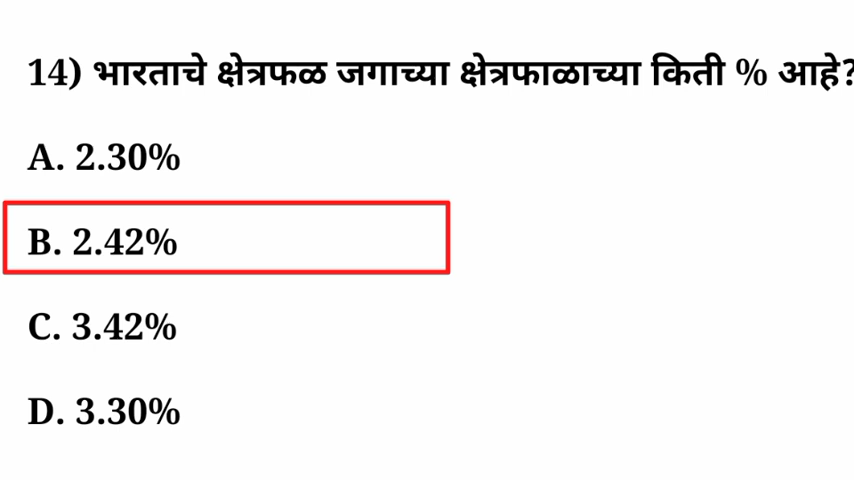 14) भारताचे क्षेत्रफळ जगाच्या क्षेत्रफाळाच्या किती % आहे?
A. 2.30%
B. 2.42%
C. 3.42%
D. 3.30%